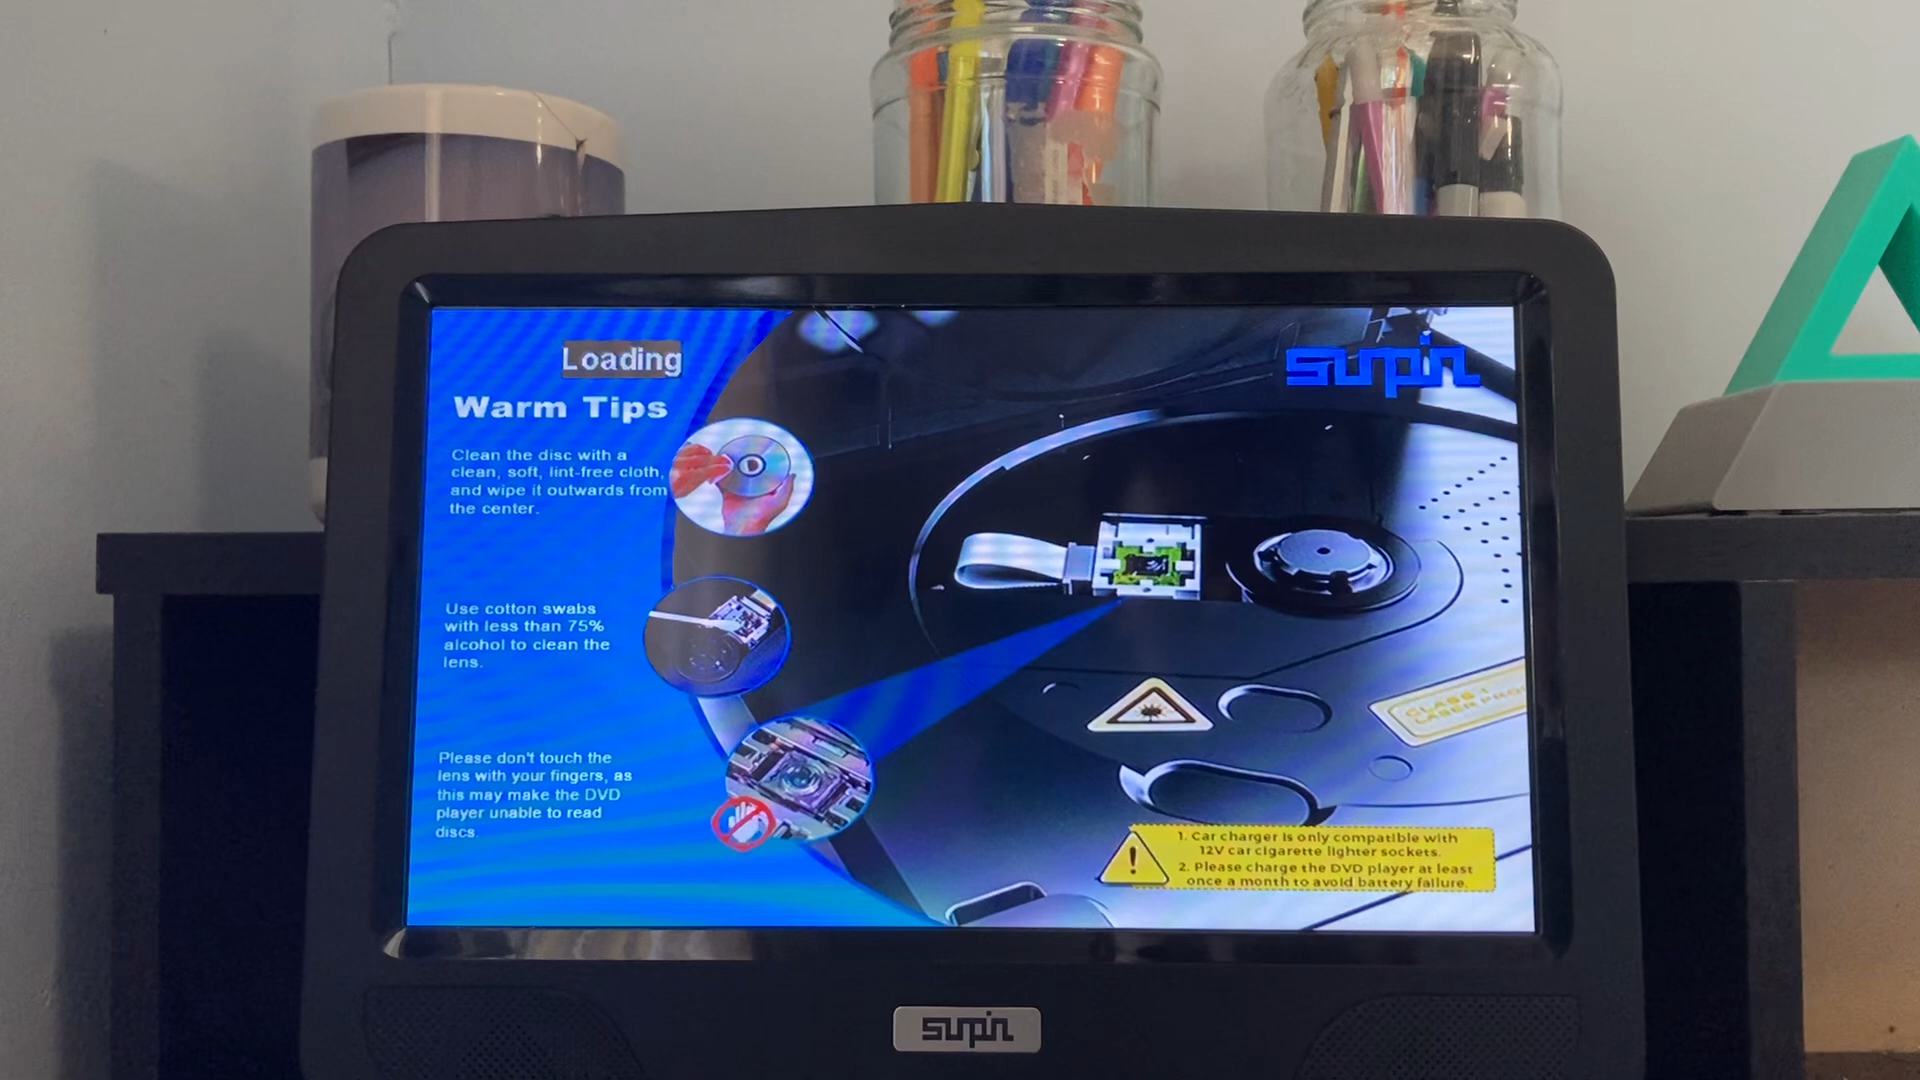 Loading
Warm Tips
Clean the disc with a
clean, soft, lint-free cloth,
and wipe it outwards from
the center.
Use cotton swabs
with less than 75%
alcohol to clean the
lens.
Please don't touch the
lens with your fingers, as
this may make the DVD
player unable to read
discs.
supin
CLASS 1
LASER PRO
1. Car charger is only compatible with
12V car cigarette lighter sockets.
2. Please charge the DVD player at least
once a month to avoid battery failure.
supin